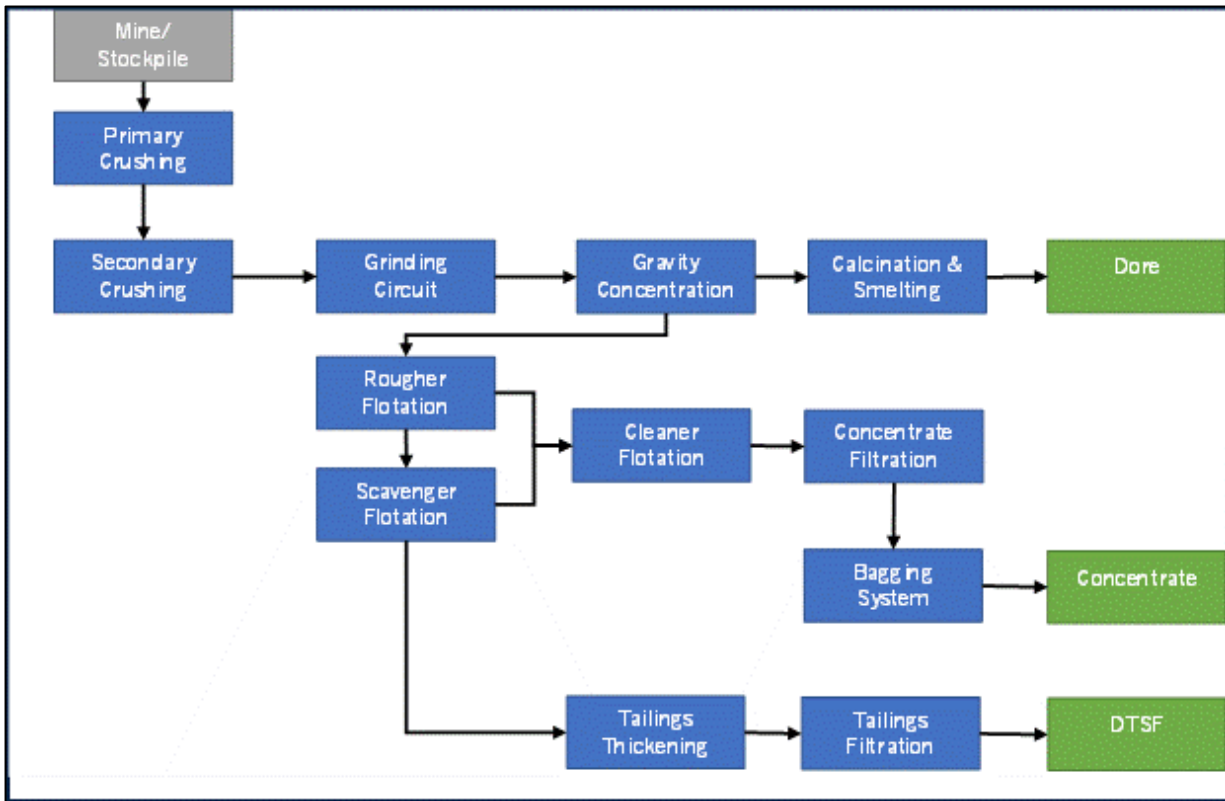 Mine/
Stockpile
Primary
Crushing
Secondary
Crushing
Grinding
Circuit
Gravity
Concentration
Calcination &
Smelting
Dore
Rougher
Flotation
Cleaner
Flotation
Concentrate
Filtration
Scavenger
Flotation
Bagging
System
Concentrate
Tailings
Thickening
Tailings
Filtration
DTSF